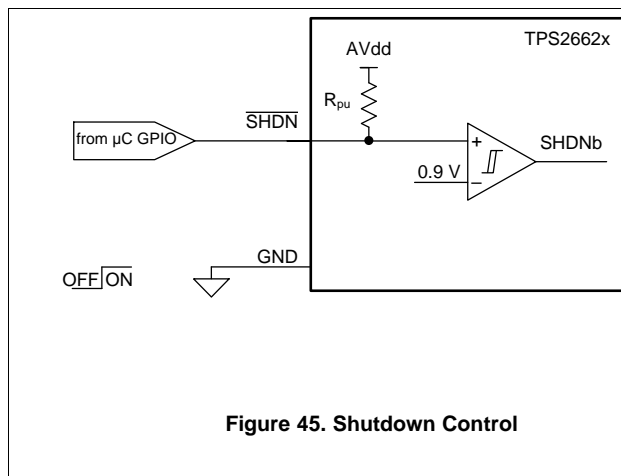 TPS2662x
AVdd
Rpu
SHDN
from µC GPIO
+
SHDNb
0.9 V
−
GND
OFF ON
Figure 45. Shutdown Control